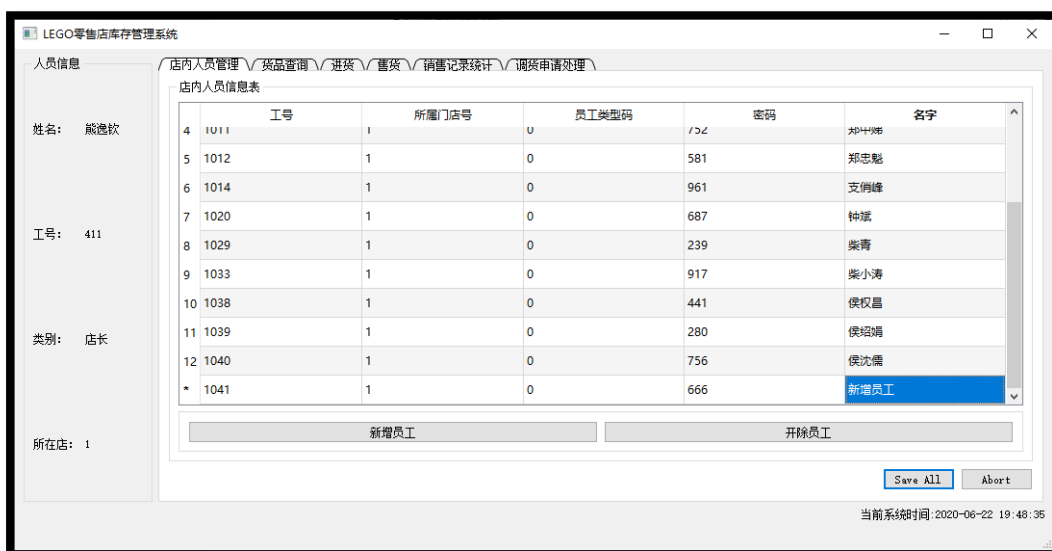 LEGO零售店库存管理系统
人员信息
店内人员管理 货品查询 进货 售货 销售记录统计 调货申请处理
店内人员信息表
工号 所属门店号 员工类型码 密码 名字
4 1011 1 0 752
5 1012 1 0 581 郑忠魁
6 1014 1 0 961 支俏峰
7 1020 1 0 687 钟斌
8 1029 1 0 239 柴青
9 1033 1 0 917 柴小涛
10 1038 1 0 441 侯权昌
11 1039 1 0 280 侯绍娟
12 1040 1 0 756 侯沈儒
* 1041 1 0 666 新增员工
姓名: 熊逸钦
工号: 411
类别: 店长
所在店: 1
新增员工 开除员工
Save All Abort
当前系统时间:2020-06-22 19:48:35